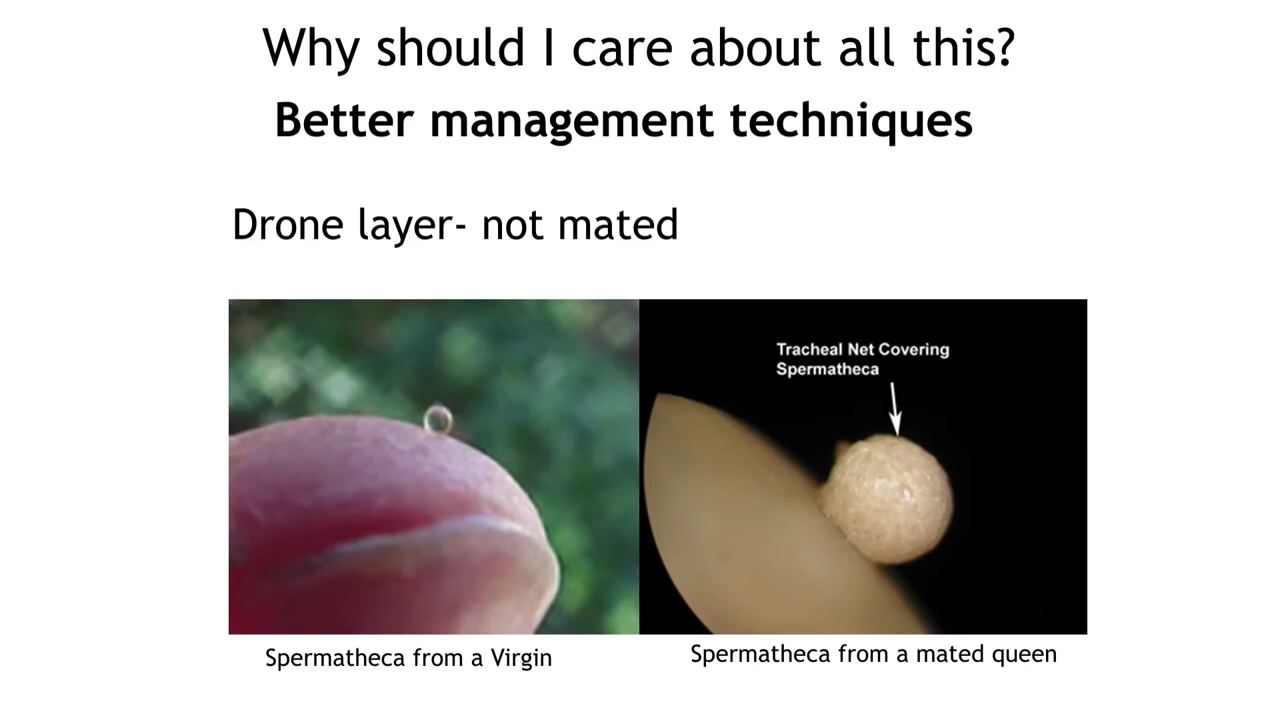 Why should I care about all this?
Better management techniques
Drone layer- not mated
Tracheal Net Covering
Spermatheca
Spermatheca from a Virgin
Spermatheca from a mated queen